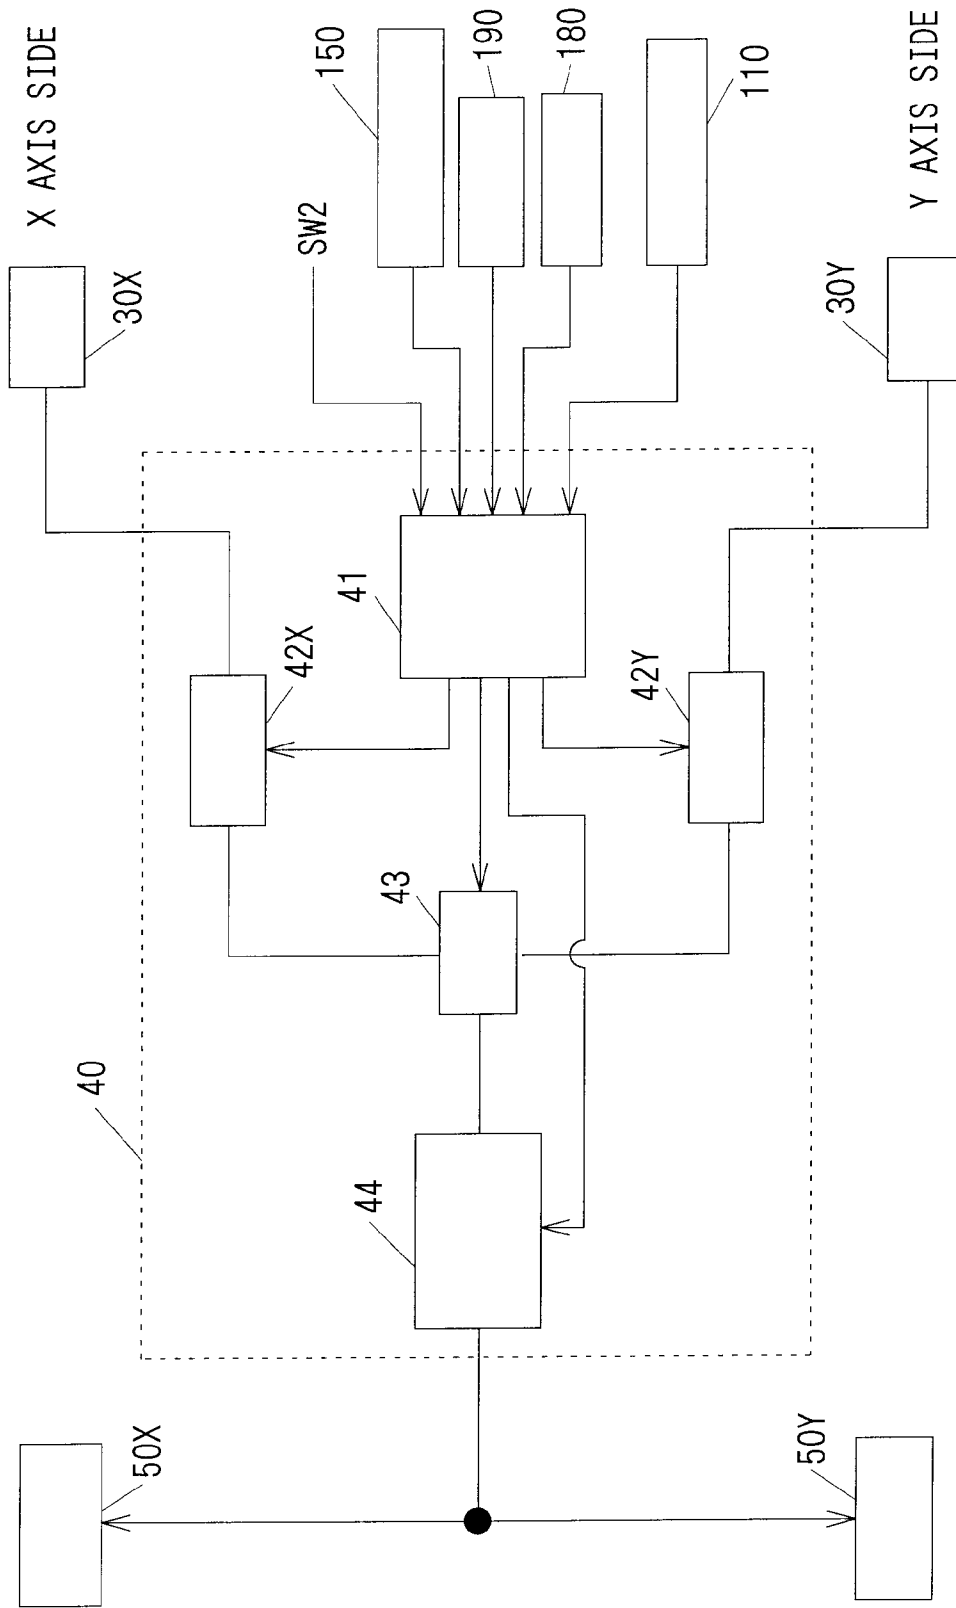 X AXIS SIDE
30X
150
190
180
110
SW2
30Y
Y AXIS SIDE
41
42X
42Y
43
40
44
50X
50Y